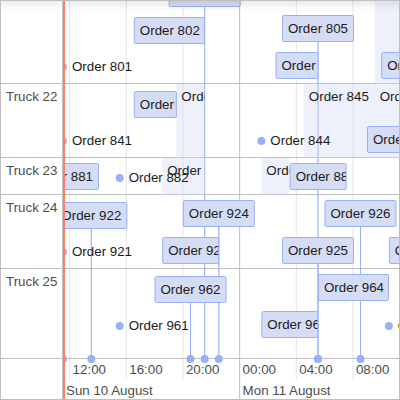 Order 802
Order 805
Order 801
Order
Truck 22
Order
Order 845
Order 841
Order 844
Truck 23
881
Order 882
Order
Order 88
Truck 24
Order 922
Order 924
Order 926
Order 921
Order 92
Order 925
Truck 25
Order 962
Order 964
Order 961
Order 96
12:00
16:00
20:00
00:00
04:00
08:00
Sun 10 August
Mon 11 August